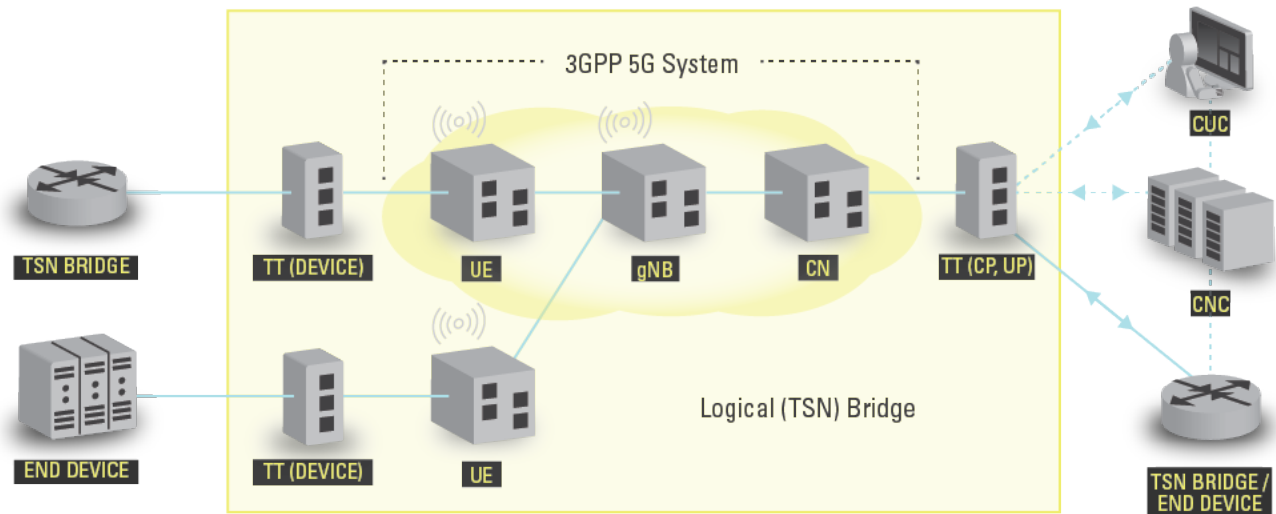 3GPP 5G System
CUC
TSN BRIDGE
TT (DEVICE)
UE
gNB
CN
TT (CP, UP)
CNC
Logical (TSN) Bridge
END DEVICE
TT (DEVICE)
UE
TSN BRIDGE /
END DEVICE